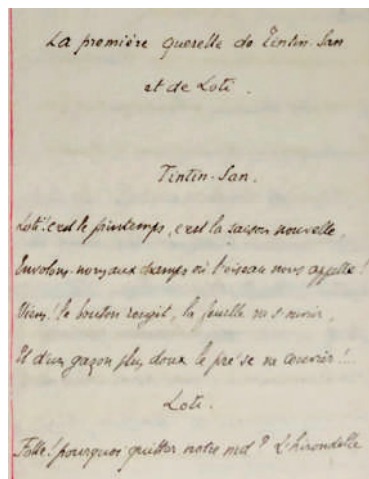 La première querelle de Tintin-San
et de Loti.
Tintin-San.
Loti! c'est le printemps, c'est la saison nouvelle,
Envolons-nous aux champs où l'oiseau nous appelle!
Viens! le bouton rougit, la feuille va s'ouvrir,
Et d'un gazon plus doux le pré se va couvrir!...
Loti.
Folle! pourquoi quitter notre nid? L'hirondelle